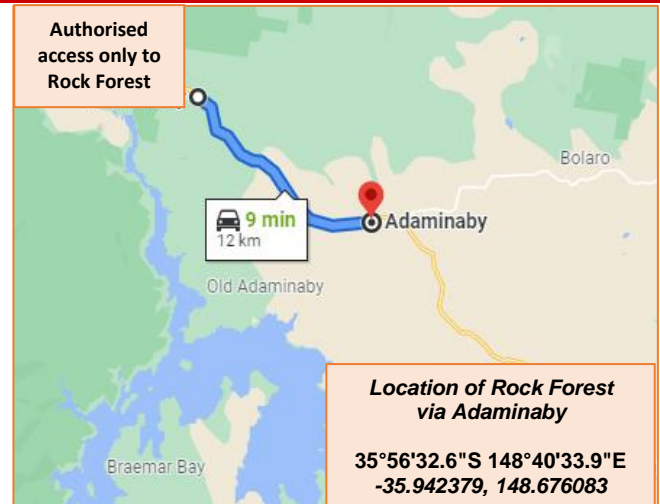 Authorised
access only to
Rock Forest
Bolaro
9 min
12 km
Adaminaby
Old Adaminaby
Braemar Bay
Location of Rock Forest
via Adaminaby
35°56'32.6"S 148°40'33.9"E
-35.942379, 148.676083